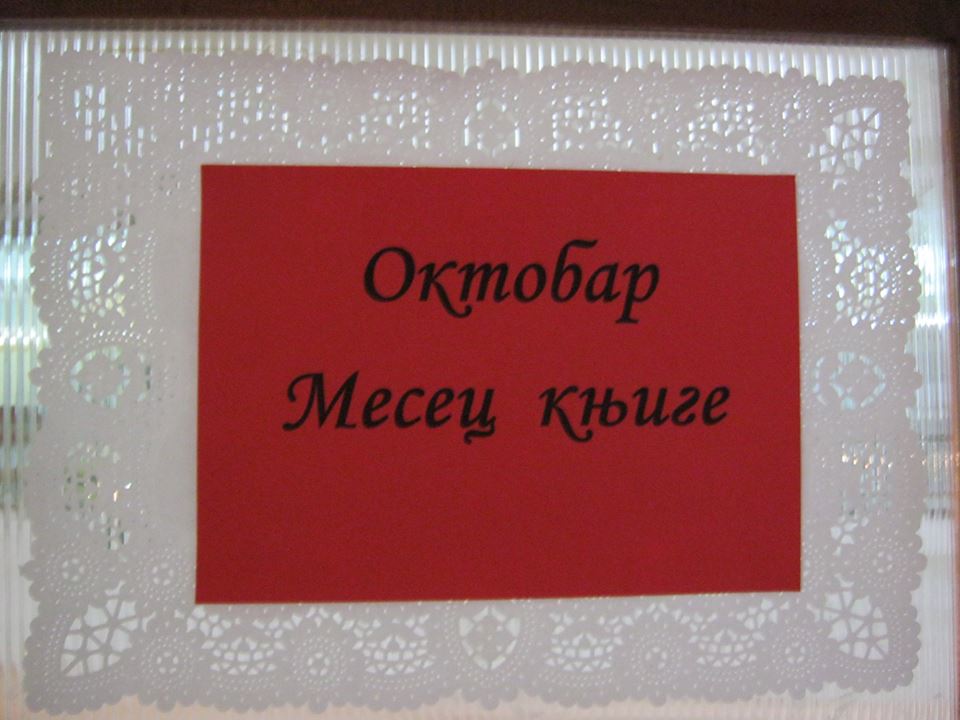 Октобар
Месец књиге